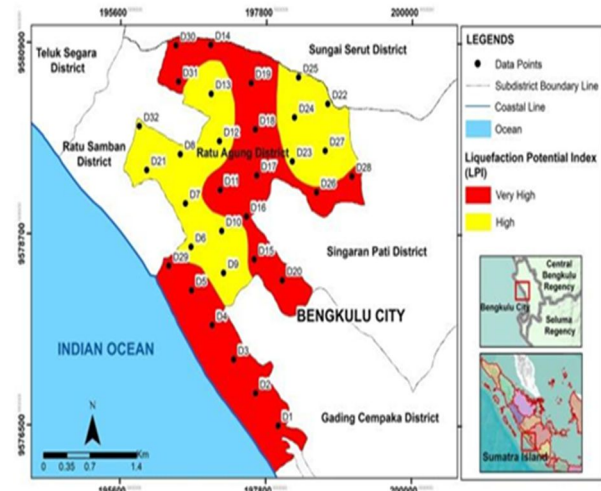 195600
197800
200000
9580900
9578700
9576500
Teluk Segara
District
Sungai Serut District
Ratu Samban
District
Ratu Agung District
Singaran Pati District
BENGKULU CITY
INDIAN OCEAN
Gading Cempaka District
D30
D14
D31
D13
D19
D25
D22
D24
D32
D18
D12
D8
D23
D27
D21
D17
D28
D11
D26
D7
D16
D10
D6
D15
D29
D9
D20
D5
D4
D3
D2
D1
N
0 0.35 0.7 1.4
Km
195600
197800
200000
LEGENDS
Data Points
Subdistrict Boundary Line
Coastal Line
Ocean
Liquefaction Potential Index
(LPI)
Very High
High
Central
Bengkulu
Regency
Bengkulu City
Seluma
Regency
Sumatra Island